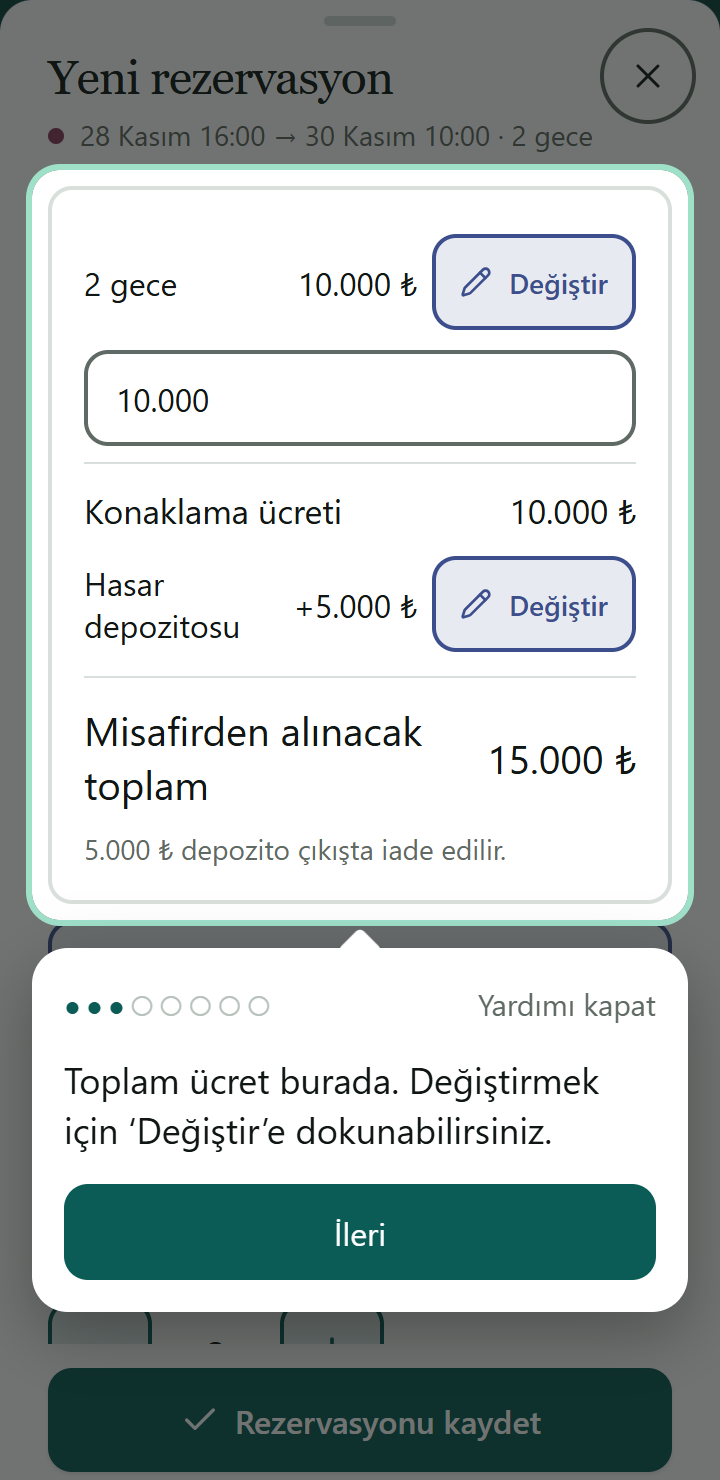 Yeni rezervasyon
28 Kasım 16:00 → 30 Kasım 10:00 · 2 gece
2 gece 10.000 ₺ Değiştir
10.000
Konaklama ücreti 10.000 ₺
Hasar depozitosu +5.000 ₺ Değiştir
Misafirden alınacak toplam 15.000 ₺
5.000 ₺ depozito çıkışta iade edilir.
Yardımı kapat
Toplam ücret burada. Değiştirmek
için ‘Değiştir’e dokunabilirsiniz.
İleri
Rezervasyonu kaydet